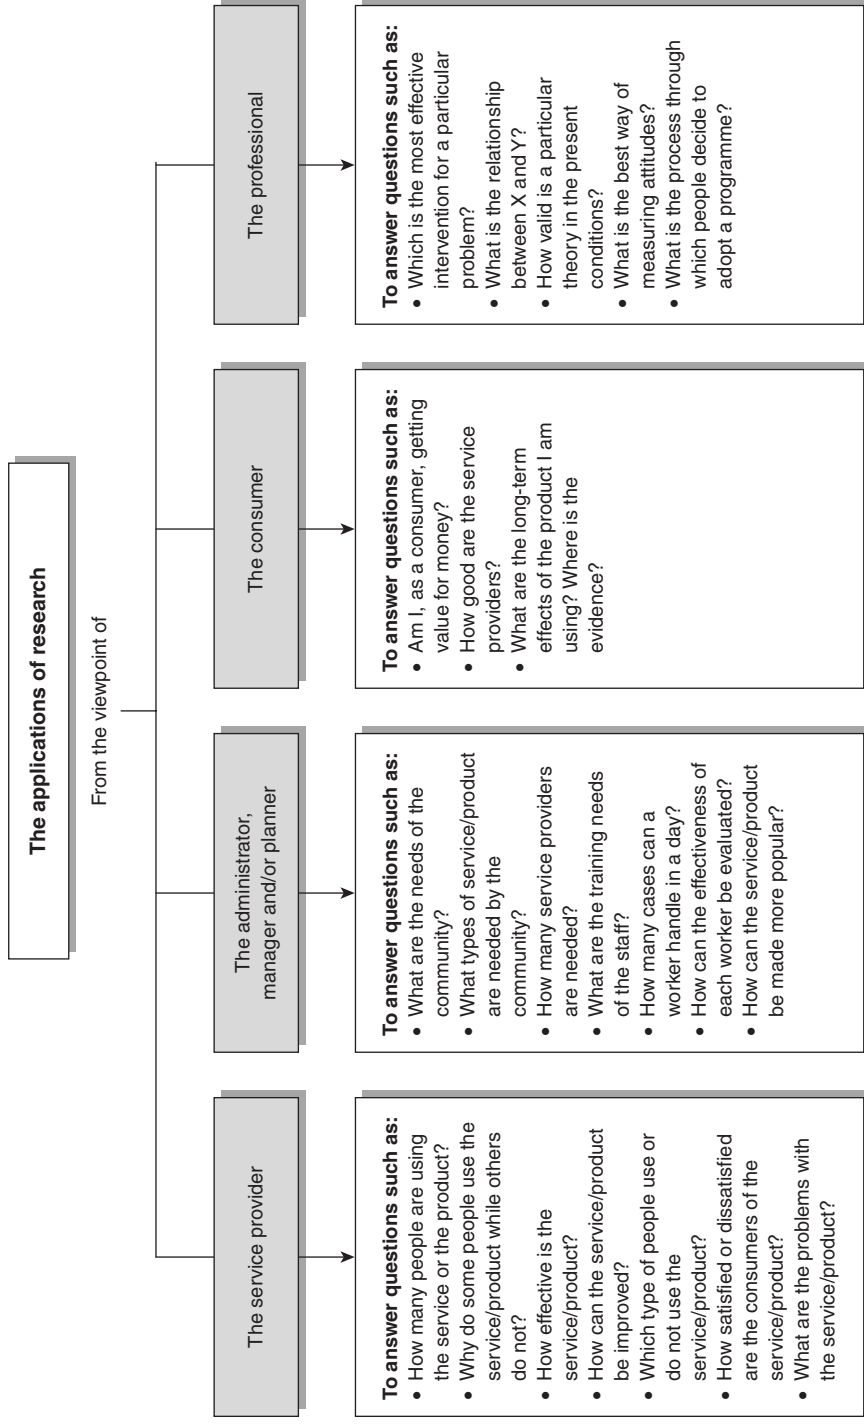 The applications of research
From the viewpoint of
The service provider
To answer questions such as:
• How many people are using
the service or the product?
• Why do some people use the
service/product while others
do not?
• How effective is the
service/product?
• How can the service/product
be improved?
• Which type of people use or
do not use the
service/product?
• How satisfied or dissatisfied
are the consumers of the
service/product?
• What are the problems with
the service/product?
The administrator,
manager and/or planner
To answer questions such as:
• What are the needs of the
community?
• What types of service/product
are needed by the
community?
• How many service providers
are needed?
• What are the training needs
of the staff?
• How many cases can a
worker handle in a day?
• How can the effectiveness of
each worker be evaluated?
• How can the service/product
be made more popular?
The consumer
To answer questions such as:
• Am I, as a consumer, getting
value for money?
• How good are the service
providers?
• What are the long-term
effects of the product I am
using? Where is the
evidence?
The professional
To answer questions such as:
• Which is the most effective
intervention for a particular
problem?
• What is the relationship
between X and Y?
• How valid is a particular
theory in the present
conditions?
• What is the best way of
measuring attitudes?
• What is the process through
which people decide to
adopt a programme?